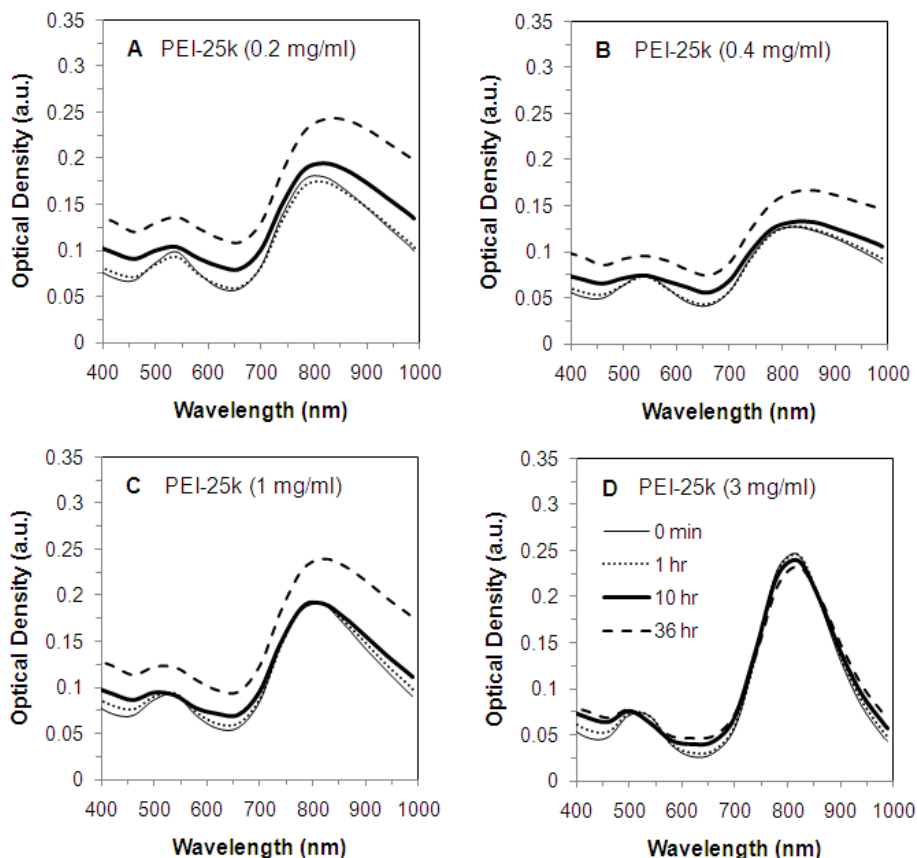 A PEI-25k (0.2 mg/ml)
Optical Density (a.u.)
0.35
0.3
0.25
0.2
0.15
0.1
0.05
0
400 500 600 700 800 900 1000
Wavelength (nm)
B PEI-25k (0.4 mg/ml)
Optical Density (a.u.)
0.35
0.3
0.25
0.2
0.15
0.1
0.05
0
400 500 600 700 800 900 1000
Wavelength (nm)
C PEI-25k (1 mg/ml)
Optical Density (a.u.)
0.35
0.3
0.25
0.2
0.15
0.1
0.05
0
400 500 600 700 800 900 1000
Wavelength (nm)
D PEI-25k (3 mg/ml)
0 min
1 hr
10 hr
36 hr
Optical Density (a.u.)
0.35
0.3
0.25
0.2
0.15
0.1
0.05
0
400 500 600 700 800 900 1000
Wavelength (nm)